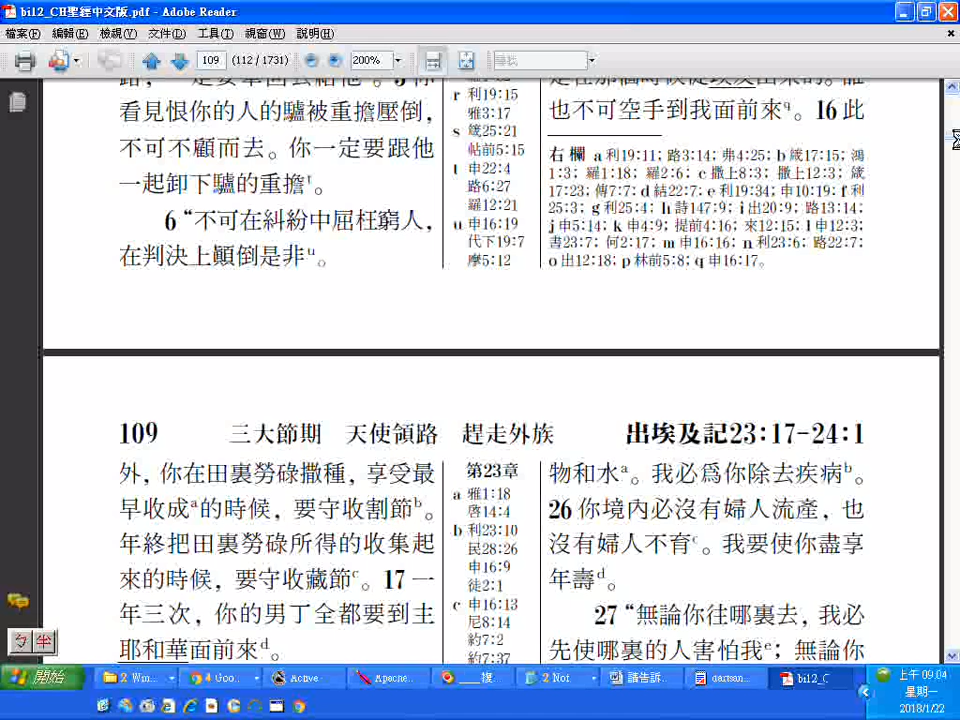 bi12_CH聖經中文版.pdf - Adobe Reader
檔案(F) 編輯(E) 檢視(V) 文件(D) 工具(T) 視窗(W) 說明(H)
109 (112 / 1731) 200% 尋找
看見恨你的人的驢被重擔壓倒,
不可不顧而去。你一定要跟他
一起卸下驢的重擔t。
6 “不可在糾紛中屈枉窮人,
在判決上顚倒是非u。
r 利19:15
雅3:17
s 箴25:21
帖前5:15
t 申22:4
路6:27
羅12:21
u 申16:19
代下19:7
摩5:12
也不可空手到我面前來q。16 此
右欄 a 利19:11; 路3:14; 弗4:25; b 箴17:15; 鴻
1:3; 羅1:18; 羅2:6; c 撒上8:3; 撒上12:3; 箴
17:23; 傳7:7; d 結22:7; e 利19:34; 申10:19; f 利
25:3; g 利25:4; h 詩147:9; i 出20:9; 路13:14;
j 申5:14; k 申4:9; 提前4:16; 來12:15; l 申12:3;
書23:7; 何2:17; m 申16:16; n 利23:6; 路22:7;
o 出12:18; p 林前5:8; q 申16:17。
109 三大節期 天使領路 趕走外族 出埃及記23:17-24:1
外, 你在田裏勞碌撒種, 享受最
早收成a的時候, 要守收割節b。
年終把田裏勞碌所得的收集起
來的時候, 要守收藏節c。17 一
年三次, 你的男丁全都要到主
耶和華面前來d。
第23章
a 雅1:18
啓14:4
b 利23:10
民28:26
申16:9
徒2:1
c 申16:13
尼8:14
約7:2
約7:37
物和水a。我必爲你除去疾病b。
26 你境內必沒有婦人流產, 也
沒有婦人不育c。我要使你盡享
年壽d。
27 “無論你往哪裏去, 我必
先使哪裏的人害怕我e; 無論你
ㄅ 半
開始 2 Win... 4 Goo... Active... Apache... 2 Not... bi12_C...
上午 09:04
星期一
2018/1/22